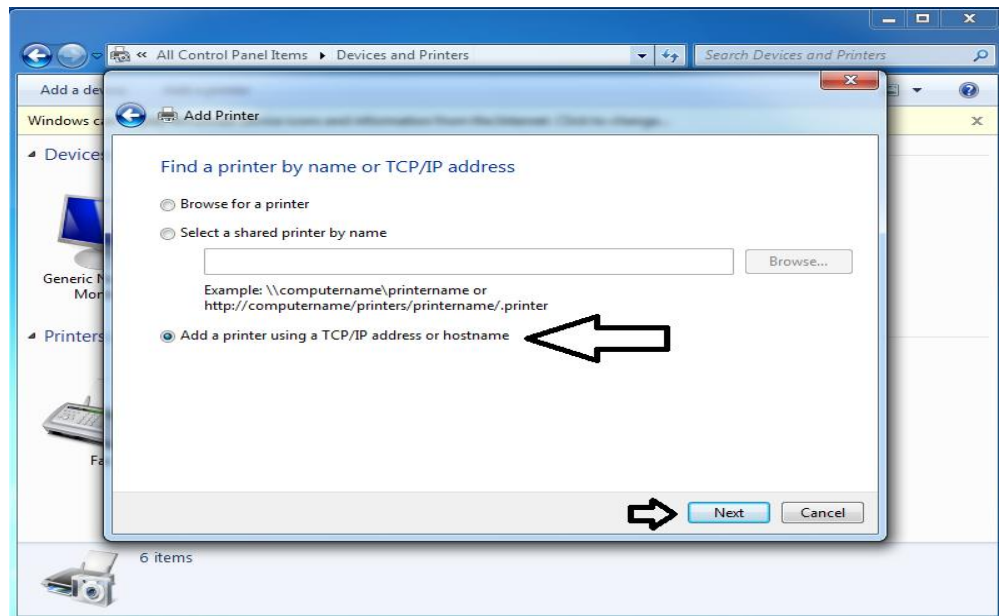 « All Control Panel Items ▸ Devices and Printers
Search Devices and Printers
Add a de
Windows c
Add Printer
Device
Find a printer by name or TCP/IP address
Browse for a printer
Select a shared printer by name
Browse...
Generic N
Mon
Example: \\computername\printername or
http://computername/printers/printername/.printer
Printers
Add a printer using a TCP/IP address or hostname
Fa
Next
Cancel
6 items